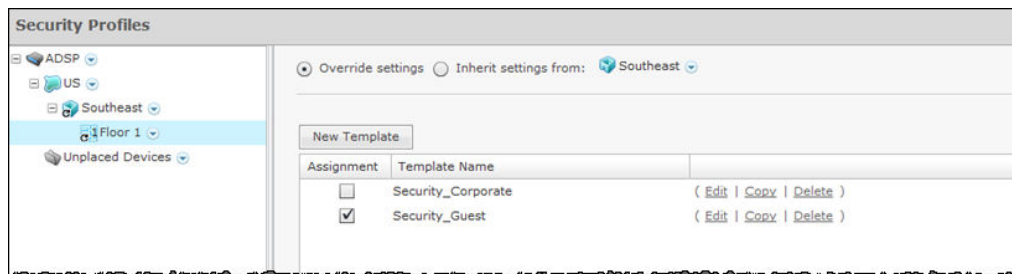 Security Profiles
ADSP
US
Southeast
1 Floor 1
Unplaced Devices
Override settings Inherit settings from: Southeast
New Template
Assignment Template Name
Security_Corporate ( Edit | Copy | Delete )
Security_Guest ( Edit | Copy | Delete )